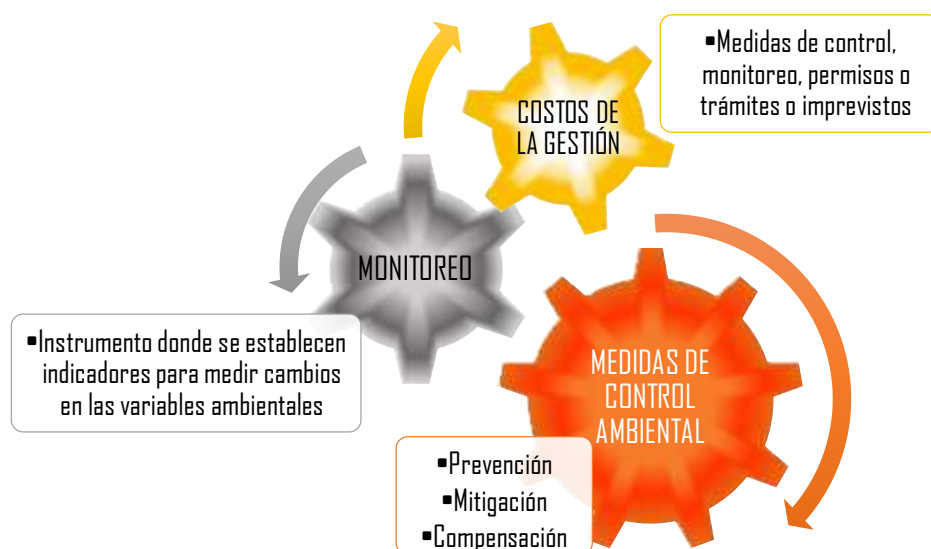 COSTOS DE
LA GESTIÓN
▪Medidas de control,
monitoreo, permisos o
trámites o imprevistos
MONITOREO
▪Instrumento donde se establecen
indicadores para medir cambios
en las variables ambientales
MEDIDAS DE
CONTROL
AMBIENTAL
▪Prevención
▪Mitigación
▪Compensación